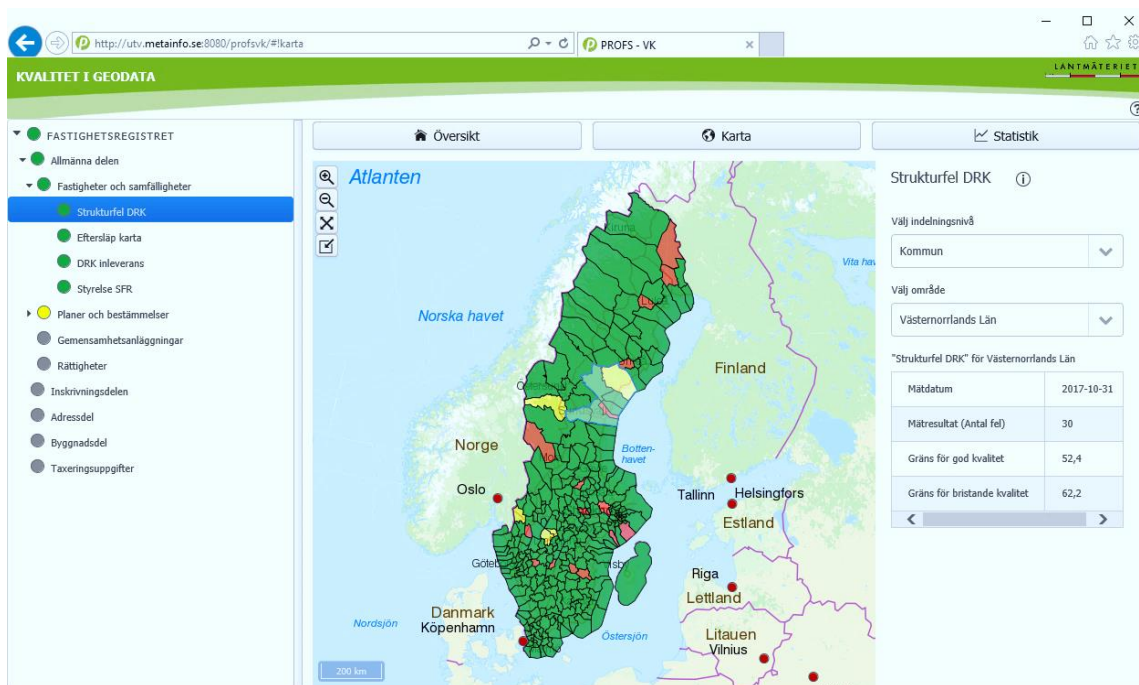 http://utv.metainfo.se:8080/profsvk/#!karta
PROFS - VK
KVALITET I GEODATA
LANTMÄTERIET
FASTIGHETSREGISTRET
Allmänna delen
Fastigheter och samfälligheter
Strukturfel DRK
Eftersläp karta
DRK inleverans
Styrelse SFR
Planer och bestämmelser
Gemensamhetsanläggningar
Rättigheter
Inskrivningsdelen
Adressdel
Byggnadsdel
Taxeringsuppgifter
Översikt
Karta
Statistik
Atlanten
Kiruna
Vita hav
Norska havet
Finland
Norge
Botten-
havet
Oslo
Tallinn
Helsingfors
Estland
Riga
Lettland
Danmark
Köpenhamn
Nordsjön
Östersjön
Litauen
Vilnius
200 km
Strukturfel DRK
Välj indelningsnivå
Kommun
Välj område
Västernorrlands Län
"Strukturfel DRK" för Västernorrlands Län
Mätdatum 2017-10-31
Mätresultat (Antal fel) 30
Gräns för god kvalitet 52,4
Gräns för bristande kvalitet 62,2